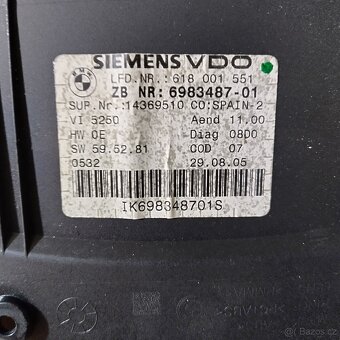 SIEMENS VDO
LFD.NR.: 618 001 551
ZB NR: 6983487-01
SUP.Nr.:14369510 CO:SPAIN-2
VI 5250 Aend 11.00
HW 0E Diag 0800
SW 59.52.81 COD 07
3532 29.08.05
IK698348701S